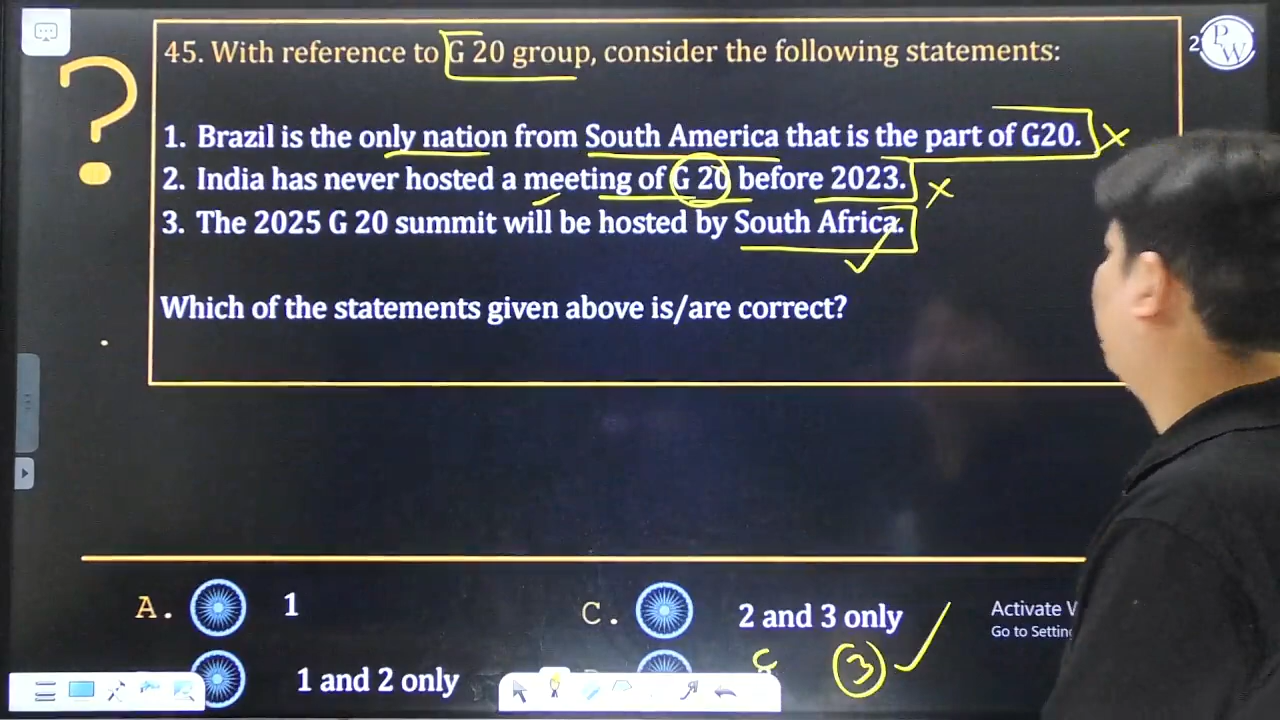 45. With reference to G 20 group, consider the following statements:
2
PW
?
1. Brazil is the only nation from South America that is the part of G20. ×
2. India has never hosted a meeting of G 20 before 2023. ×
3. The 2025 G 20 summit will be hosted by South Africa. ✓
Which of the statements given above is/are correct?
A. 1
C. 2 and 3 only ✓
Activate
Go to Settin
1 and 2 only
3